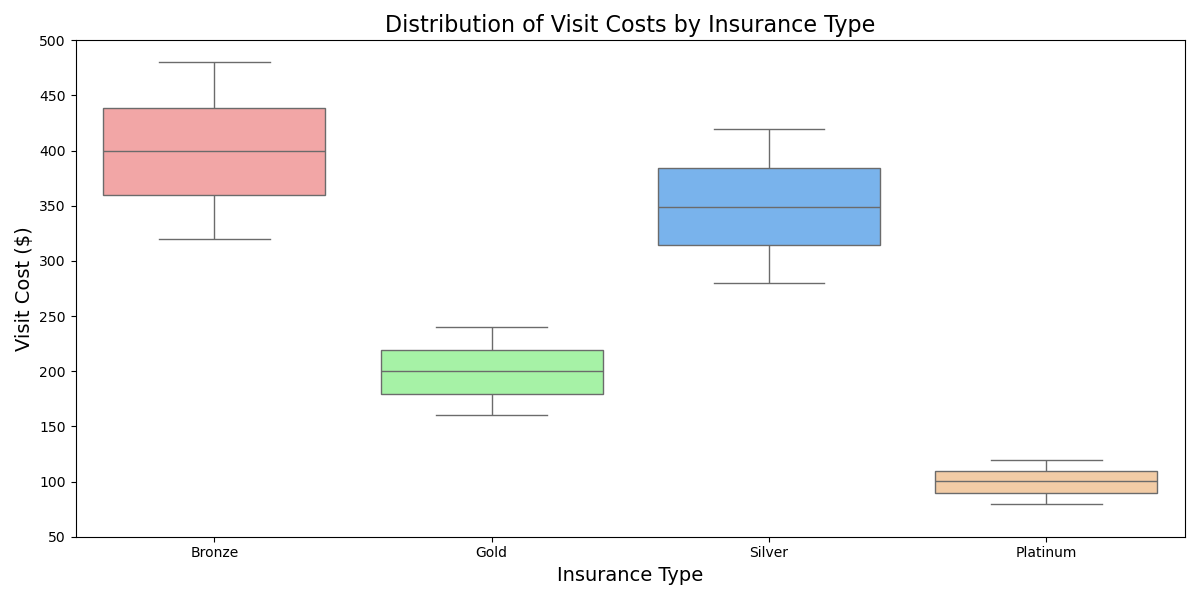 Distribution of Visit Costs by Insurance Type
Visit Cost ($)
500
450
400
350
300
250
200
150
100
50
Bronze Gold Silver Platinum
Insurance Type